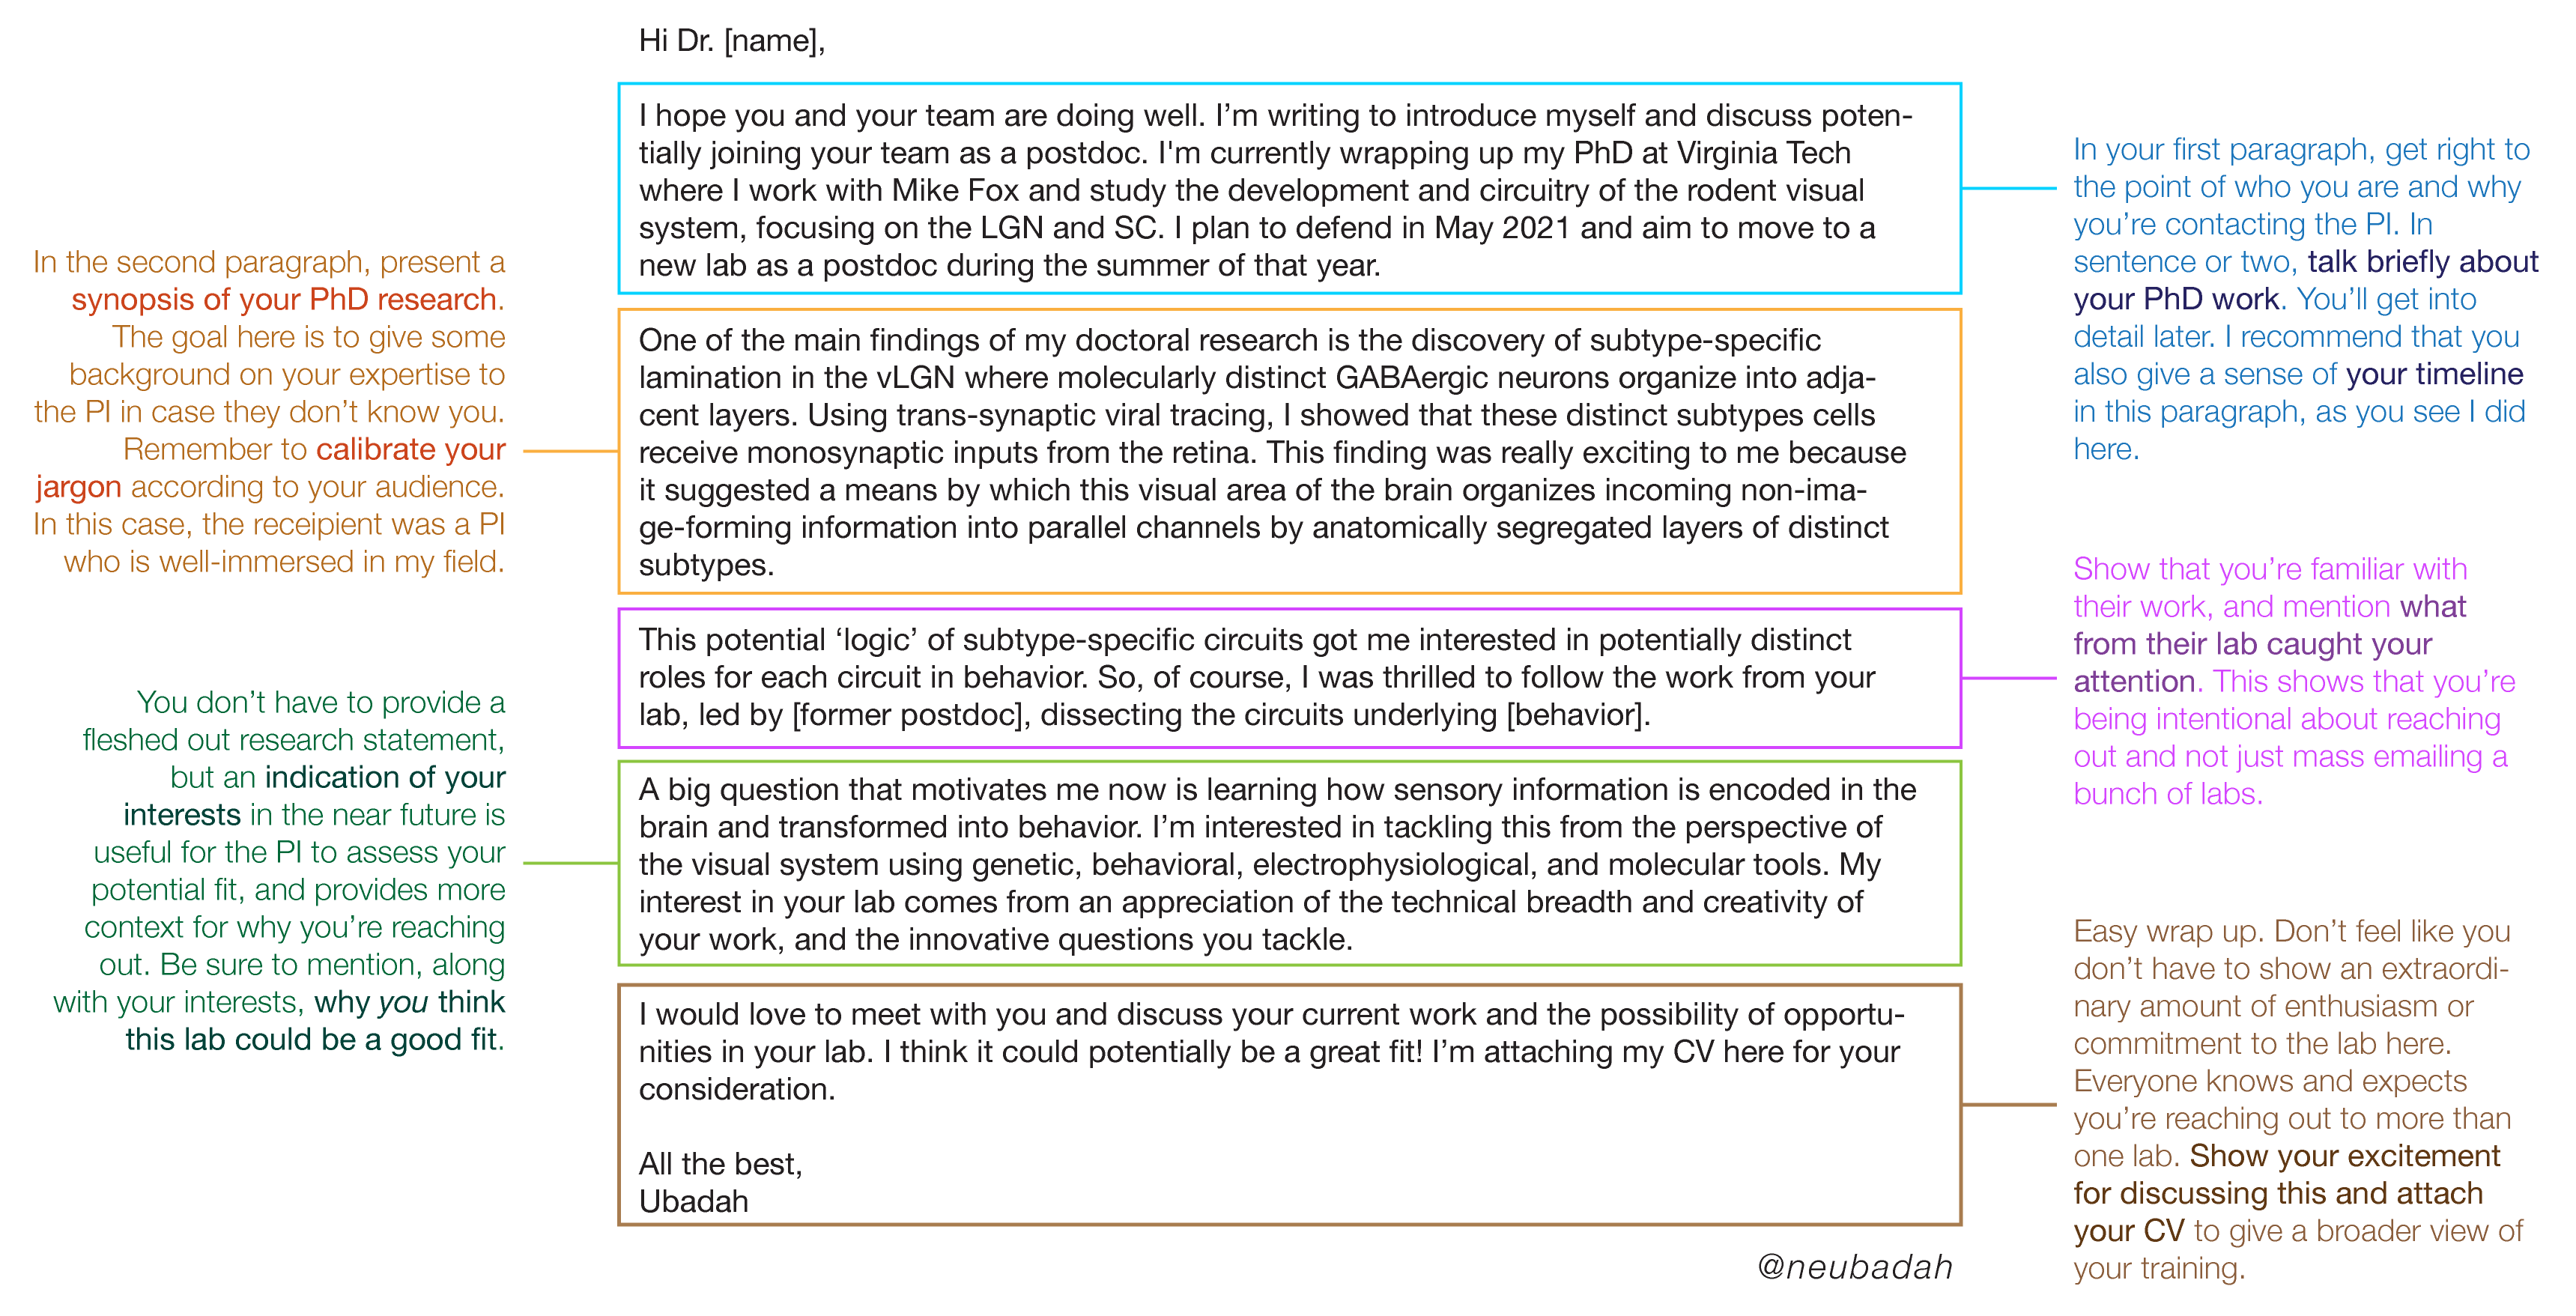 Hi Dr. [name],
I hope you and your team are doing well. I’m writing to introduce myself and discuss poten-
tially joining your team as a postdoc. I'm currently wrapping up my PhD at Virginia Tech
where I work with Mike Fox and study the development and circuitry of the rodent visual
system, focusing on the LGN and SC. I plan to defend in May 2021 and aim to move to a
new lab as a postdoc during the summer of that year.
In your first paragraph, get right to
the point of who you are and why
you’re contacting the PI. In
sentence or two, talk briefly about
your PhD work. You’ll get into
detail later. I recommend that you
also give a sense of your timeline
in this paragraph, as you see I did
here.
In the second paragraph, present a
synopsis of your PhD research.
The goal here is to give some
background on your expertise to
the PI in case they don’t know you.
Remember to calibrate your
jargon according to your audience.
In this case, the receipient was a PI
who is well-immersed in my field.
One of the main findings of my doctoral research is the discovery of subtype-specific
lamination in the vLGN where molecularly distinct GABAergic neurons organize into adja-
cent layers. Using trans-synaptic viral tracing, I showed that these distinct subtypes cells
receive monosynaptic inputs from the retina. This finding was really exciting to me because
it suggested a means by which this visual area of the brain organizes incoming non-ima-
ge-forming information into parallel channels by anatomically segregated layers of distinct
subtypes.
This potential ‘logic’ of subtype-specific circuits got me interested in potentially distinct
roles for each circuit in behavior. So, of course, I was thrilled to follow the work from your
lab, led by [former postdoc], dissecting the circuits underlying [behavior].
Show that you’re familiar with
their work, and mention what
from their lab caught your
attention. This shows that you’re
being intentional about reaching
out and not just mass emailing a
bunch of labs.
You don’t have to provide a
fleshed out research statement,
but an indication of your
interests in the near future is
useful for the PI to assess your
potential fit, and provides more
context for why you’re reaching
out. Be sure to mention, along
with your interests, why you think
this lab could be a good fit.
A big question that motivates me now is learning how sensory information is encoded in the
brain and transformed into behavior. I’m interested in tackling this from the perspective of
the visual system using genetic, behavioral, electrophysiological, and molecular tools. My
interest in your lab comes from an appreciation of the technical breadth and creativity of
your work, and the innovative questions you tackle.
I would love to meet with you and discuss your current work and the possibility of opportu-
nities in your lab. I think it could potentially be a great fit! I’m attaching my CV here for your
consideration.
All the best,
Ubadah
Easy wrap up. Don’t feel like you
don’t have to show an extraordi-
nary amount of enthusiasm or
commitment to the lab here.
Everyone knows and expects
you’re reaching out to more than
one lab. Show your excitement
for discussing this and attach
your CV to give a broader view of
your training.
@neubadah